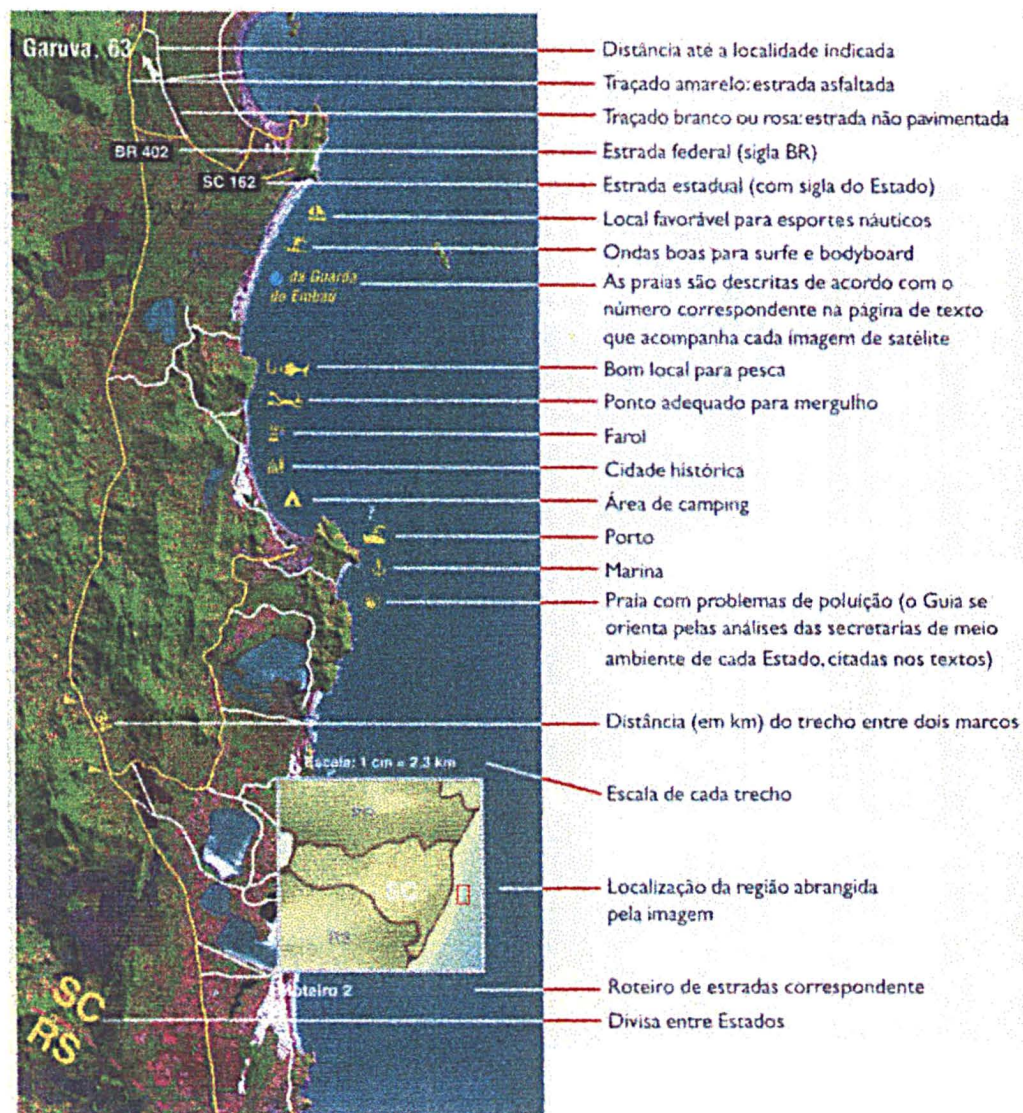 Garuva, 63
Distância até a localidade indicada
Traçado amarelo: estrada asfaltada
Traçado branco ou rosa: estrada não pavimentada
BR 402
Estrada federal (sigla BR)
SC 162
Estrada estadual (com sigla do Estado)
Local favorável para esportes náuticos
Ondas boas para surfe e bodyboard
da Guarda
do Embaú
As praias são descritas de acordo com o
número correspondente na página de texto
que acompanha cada imagem de satélite
Bom local para pesca
Ponto adequado para mergulho
Farol
Cidade histórica
Área de camping
Porto
Marina
Praia com problemas de poluição (o Guia se
orienta pelas análises das secretarias de meio
ambiente de cada Estado, citadas nos textos)
Distância (em km) do trecho entre dois marcos
Escala: 1 cm = 2,3 km
Escala de cada trecho
SC
RS
Localização da região abrangida
pela imagem
Roteiro 2
Roteiro de estradas correspondente
SC
RS
Divisa entre Estados